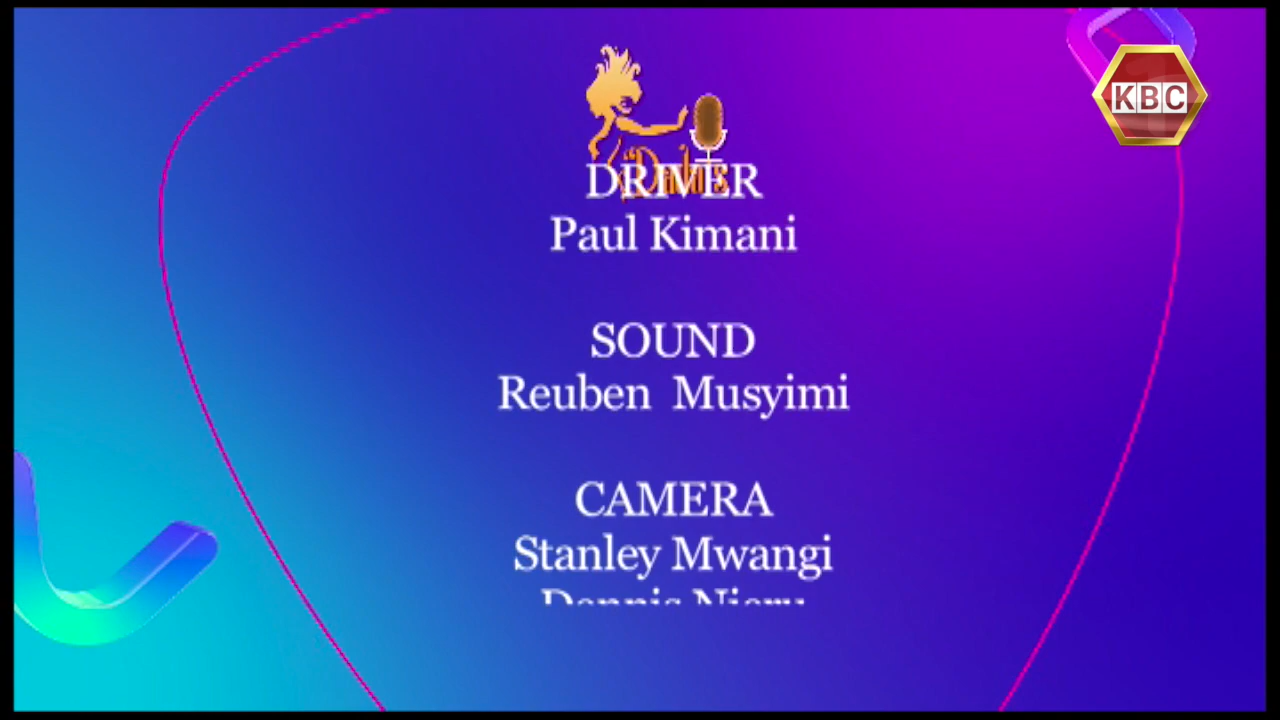 KBC
DRIVER
Paul Kimani
SOUND
Reuben Musyimi
CAMERA
Stanley Mwangi